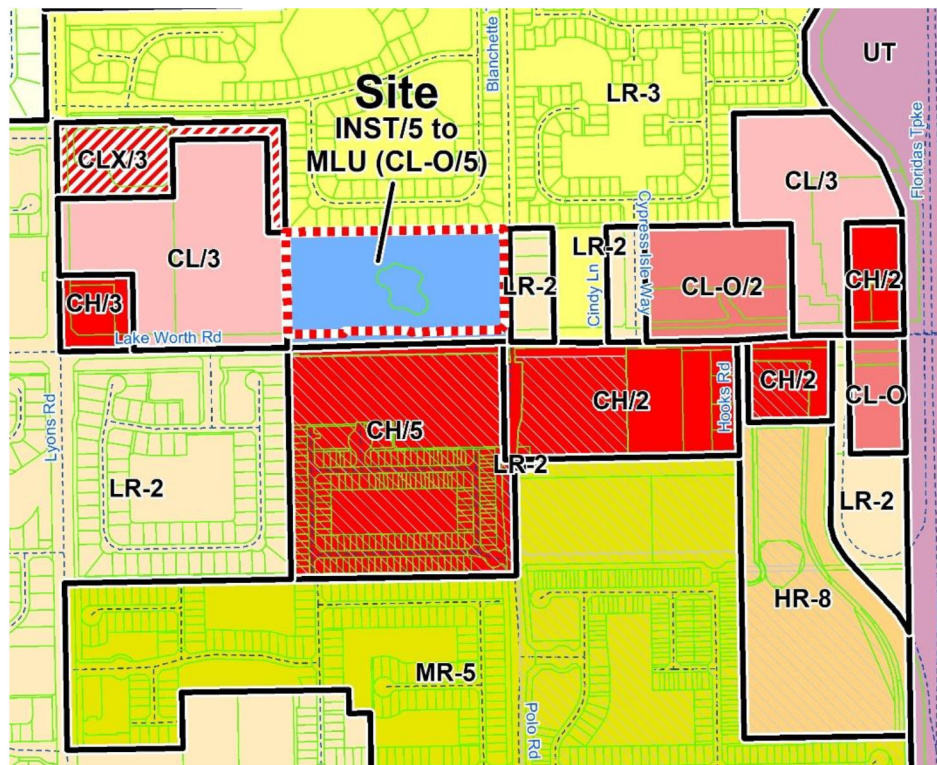 Blanchette
UT
Site
INST/5 to
MLU (CL-O/5)
LR-3
Floridas Tpke
CLX/3
CL/3
CL/3
LR-2
Cypress Isle Way
LR-2
Cindy Ln
CL-O/2
CH/2
CH/3
Lake Worth Rd
Lyons Rd
CH/5
CH/2
Hooks Rd
CH/2
CL-O
LR-2
LR-2
LR-2
HR-8
MR-5
Polo Rd